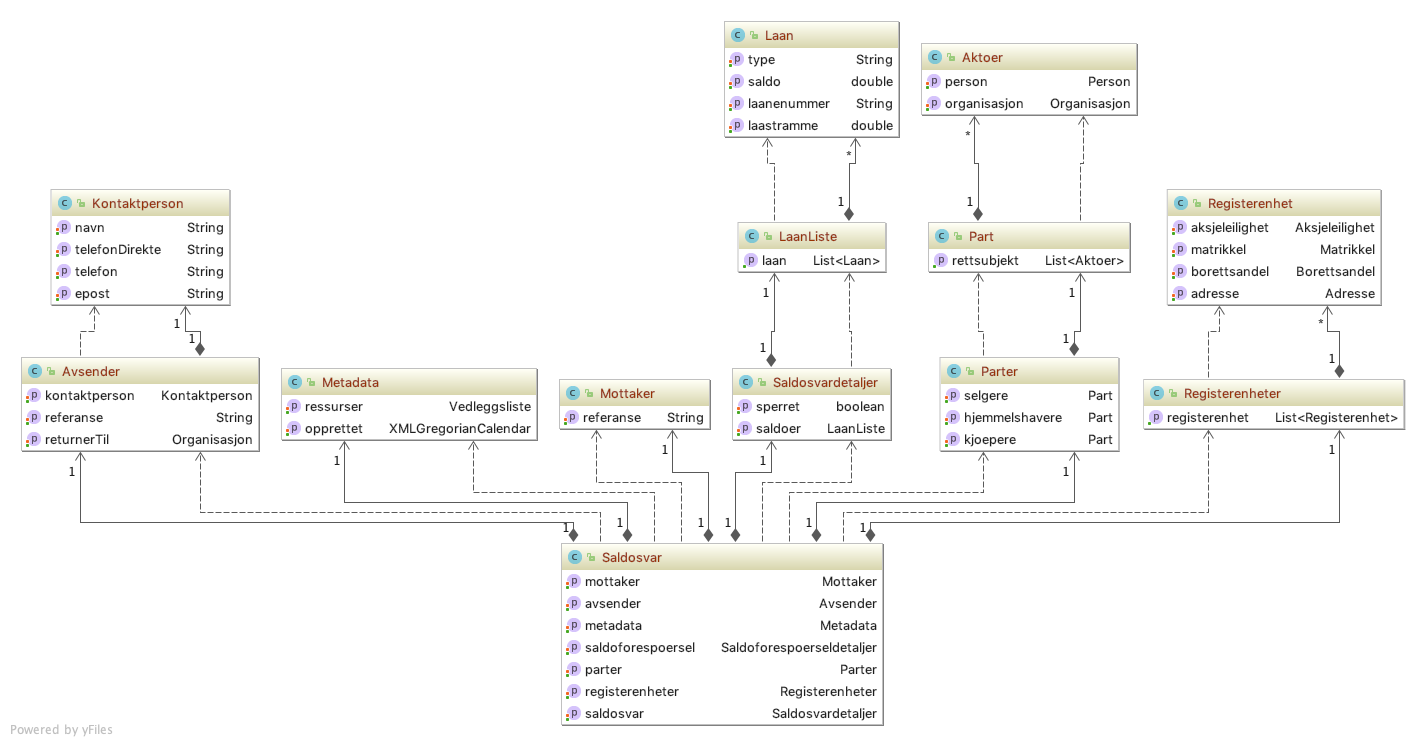 Laan
type String
saldo double
laanenummer String
laastramme double
Aktoer
person Person
organisasjon Organisasjon
* *
Kontaktperson
navn String
telefonDirekte String
telefon String
epost String
Registerenhet
aksjeleilighet Aksjeleilighet
matrikkel Matrikkel
borettsandel Borettsandel
adresse Adresse
1 1
LaanListe
laan List<Laan>
Part
rettsubjekt List<Aktoer>
1 1 1 *
1 1 1 1
Avsender
kontaktperson Kontaktperson
referanse String
returnerTil Organisasjon
Metadata
ressurser Vedleggsliste
opprettet XMLGregorianCalendar
Mottaker
referanse String
Saldosvardetaljer
sperret boolean
saldoer LaanListe
Parter
selgere Part
hjemmelshavere Part
kjoepere Part
Registerenheter
registerenhet List<Registerenhet>
1 1 1 1 1 1
1 1 1 1 1 1
Saldosvar
mottaker Mottaker
avsender Avsender
metadata Metadata
saldoforespoersel Saldoforespoerseldetaljer
parter Parter
registerenheter Registerenheter
saldosvar Saldosvardetaljer
Powered by yFiles